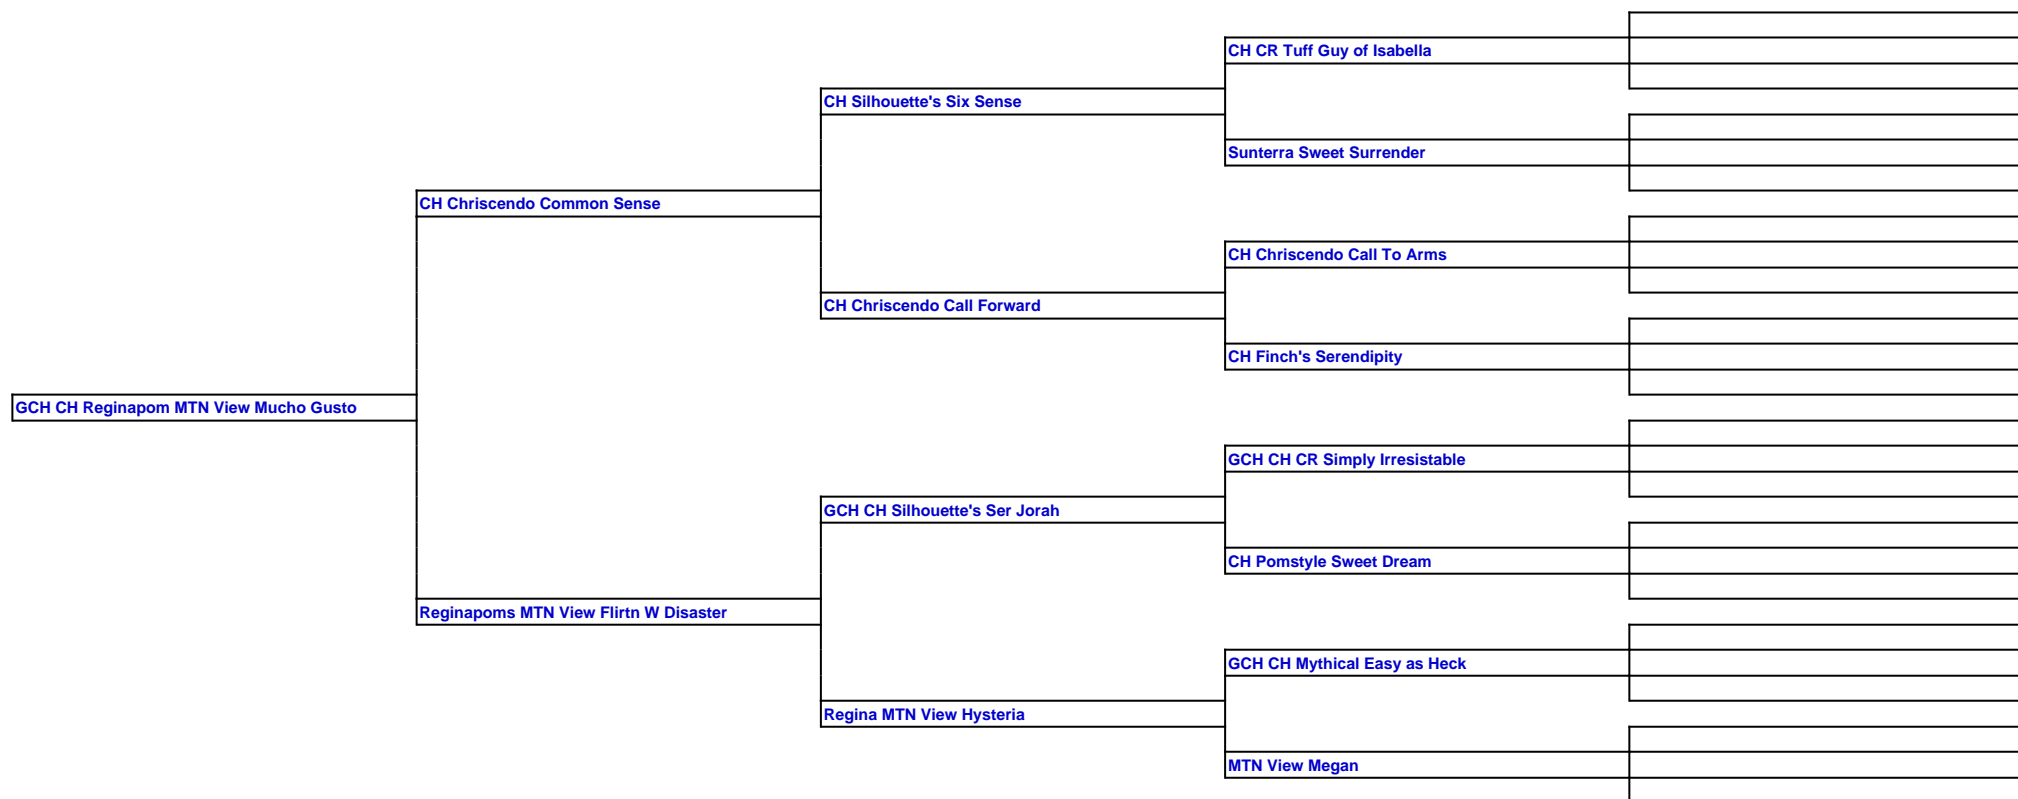 CH CR Tuff Guy of Isabella
CH Silhouette's Six Sense
Sunterra Sweet Surrender
CH Chriscendo Common Sense
CH Chriscendo Call To Arms
CH Chriscendo Call Forward
CH Finch's Serendipity
GCH CH Reginapom MTN View Mucho Gusto
GCH CH CR Simply Irresistable
GCH CH Silhouette's Ser Jorah
CH Pomstyle Sweet Dream
Reginapoms MTN View Flirtn W Disaster
GCH CH Mythical Easy as Heck
Regina MTN View Hysteria
MTN View Megan